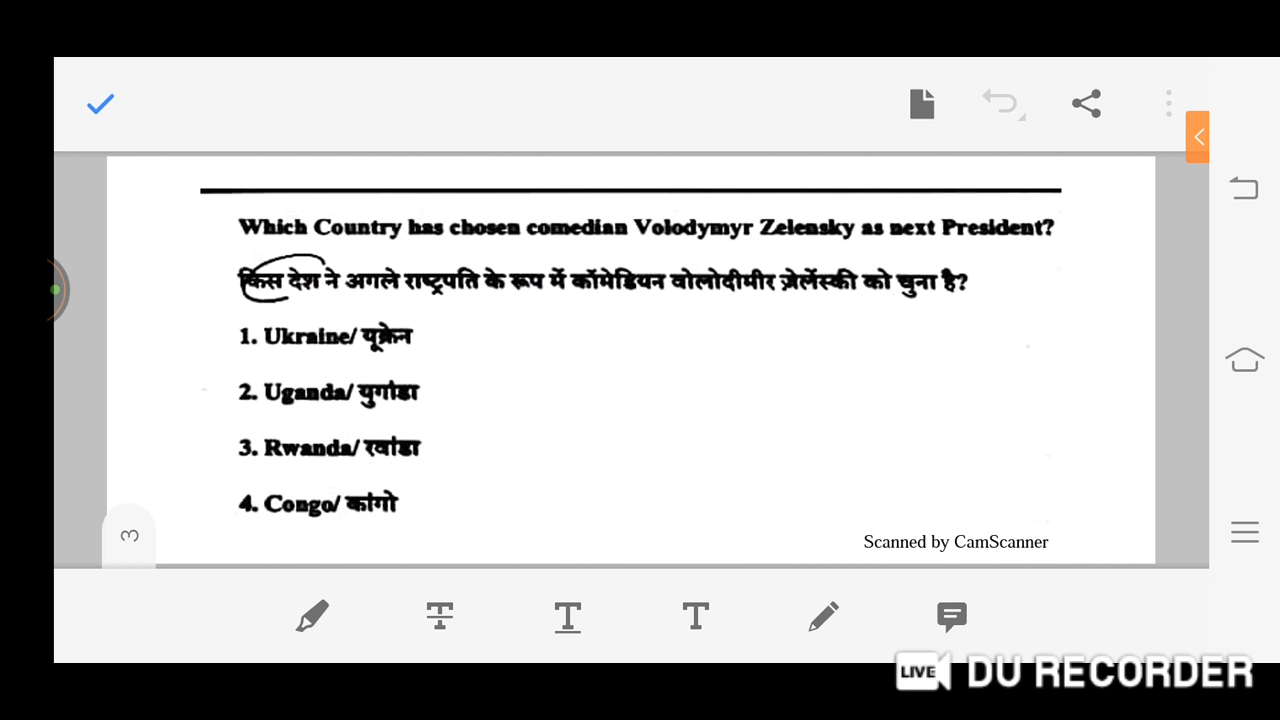 Which Country has chosen comedian Volodymyr Zelensky as next President?
किस देश ने अगले राष्ट्रपति के रूप में कॉमेडियन वोलोदीमीर ज़ेलेंस्की को चुना है?
1. Ukraine/ यूक्रेन
2. Uganda/ युगांडा
3. Rwanda/ रवांडा
4. Congo/ कांगो
Scanned by CamScanner
3
T T T
LIVE DU RECORDER